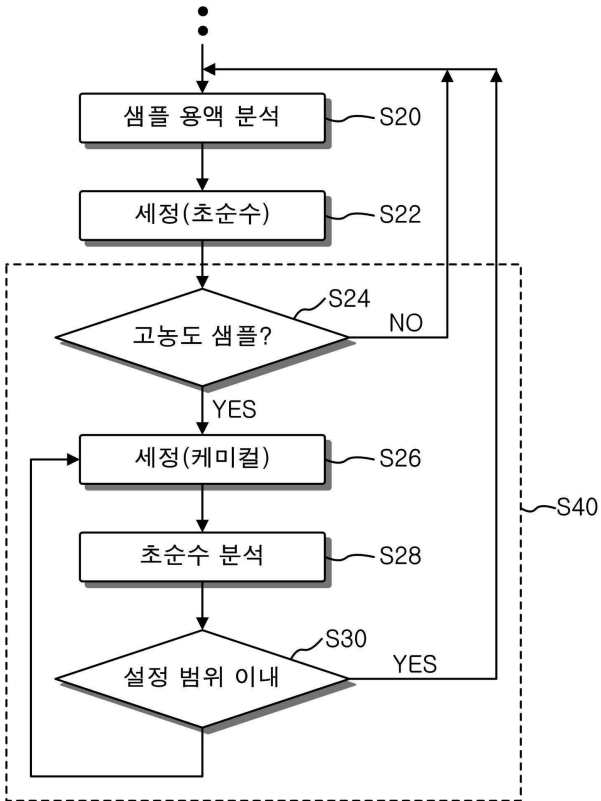 샘플 용액 분석
S20
세정(초순수)
S22
S24
고농도 샘플?
NO
YES
세정(케미컬)
S26
S40
초순수 분석
S28
S30
설정 범위 이내
YES